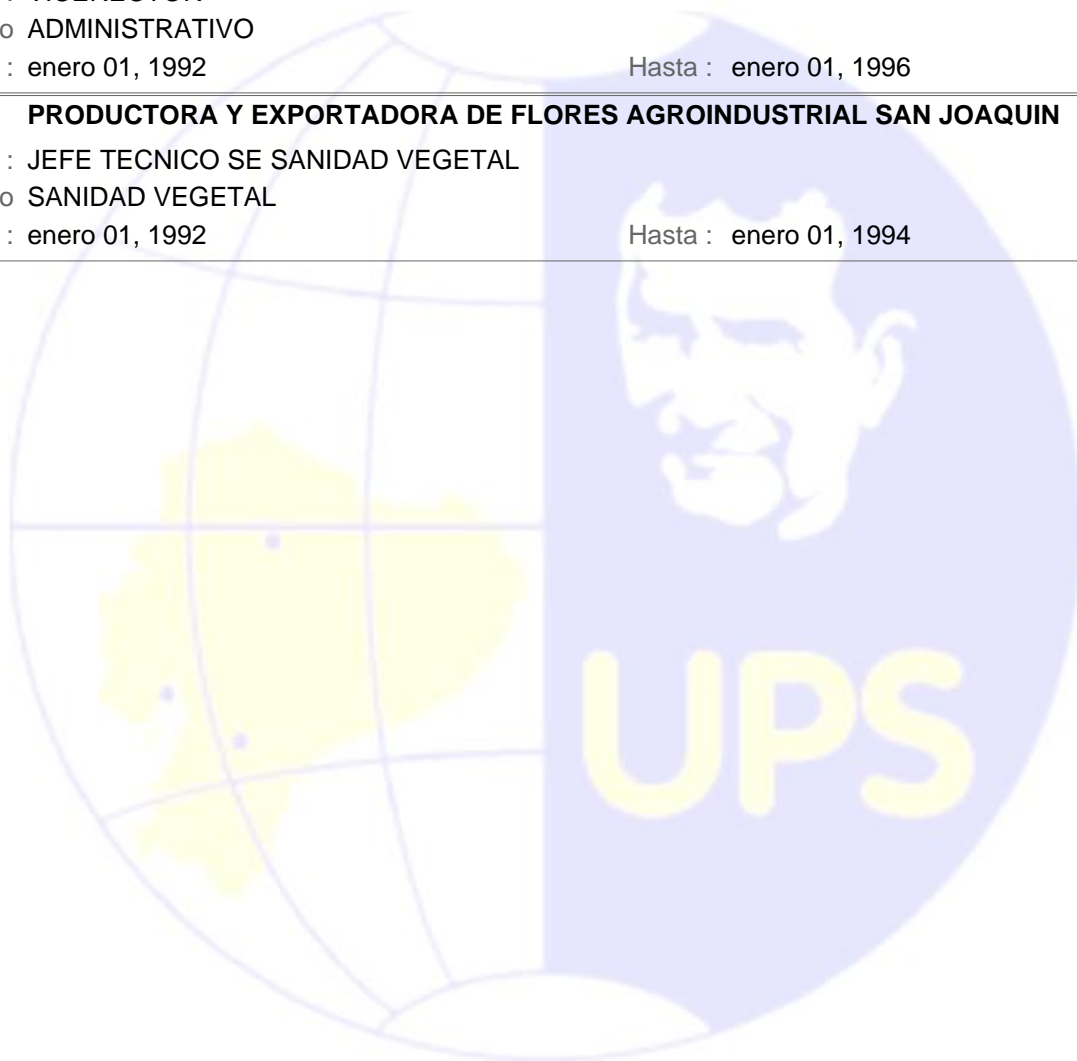 o ADMINISTRATIVO
: enero 01, 1992 Hasta : enero 01, 1996
PRODUCTORA Y EXPORTADORA DE FLORES AGROINDUSTRIAL SAN JOAQUIN
: JEFE TECNICO SE SANIDAD VEGETAL
o SANIDAD VEGETAL
: enero 01, 1992 Hasta : enero 01, 1994
UPS